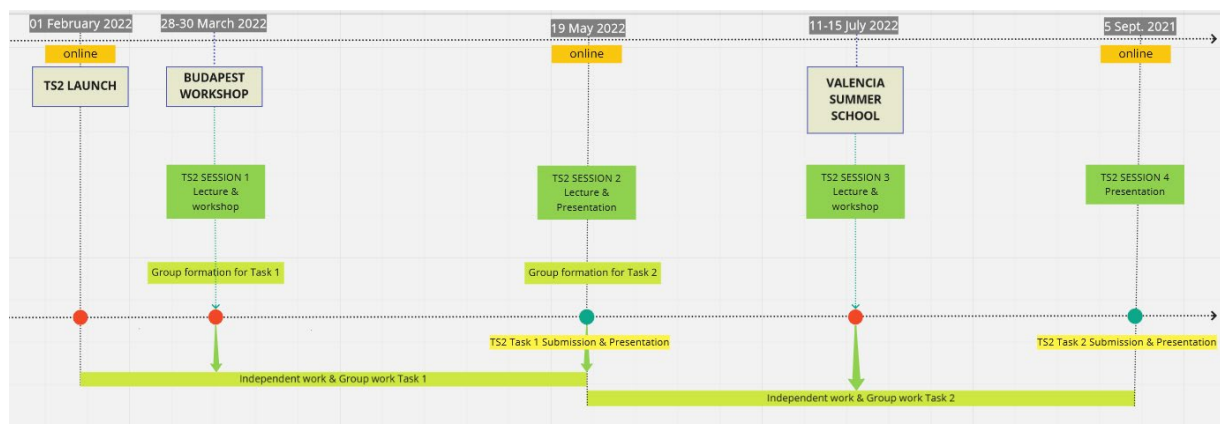 01 February 2022
28-30 March 2022
19 May 2022
11-15 July 2022
5 Sept. 2021
online
online
online
TS2 LAUNCH
BUDAPEST
WORKSHOP
VALENCIA
SUMMER
SCHOOL
TS2 SESSION 1
Lecture &
workshop
TS2 SESSION 2
Lecture &
Presentation
TS2 SESSION 3
Lecture &
workshop
TS2 SESSION 4
Presentation
Group formation for Task 1
Group formation for Task 2
TS2 Task 1 Submission & Presentation
TS2 Task 2 Submission & Presentation
Independent work & Group work Task 1
Independent work & Group work Task 2